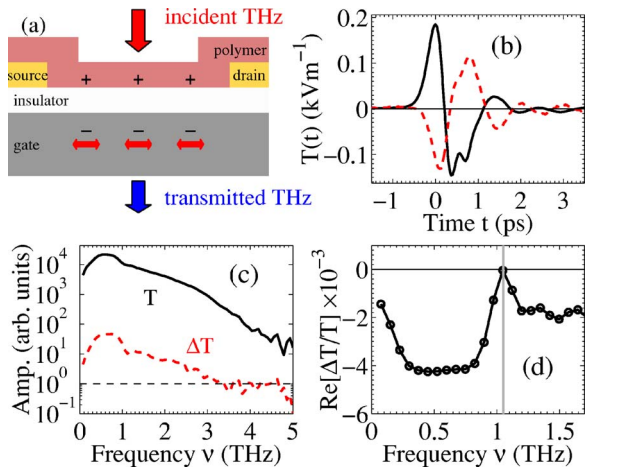 (a)
incident THz
polymer
source
+ + +
drain
insulator
gate
− − −
transmitted THz
(b)
T(t) (kVm⁻¹)
0.2
0.1
0
−0.1
−1 0 1 2 3
Time t (ps)
(c)
Amp. (arb. units)
10⁴
10³
10²
10¹
10⁰
10⁻¹
T
ΔT
0 1 2 3 4 5
Frequency ν (THz)
(d)
Re[ΔT/T] ×10⁻³
0
−2
−4
−6
0 0.5 1 1.5
Frequency ν (THz)